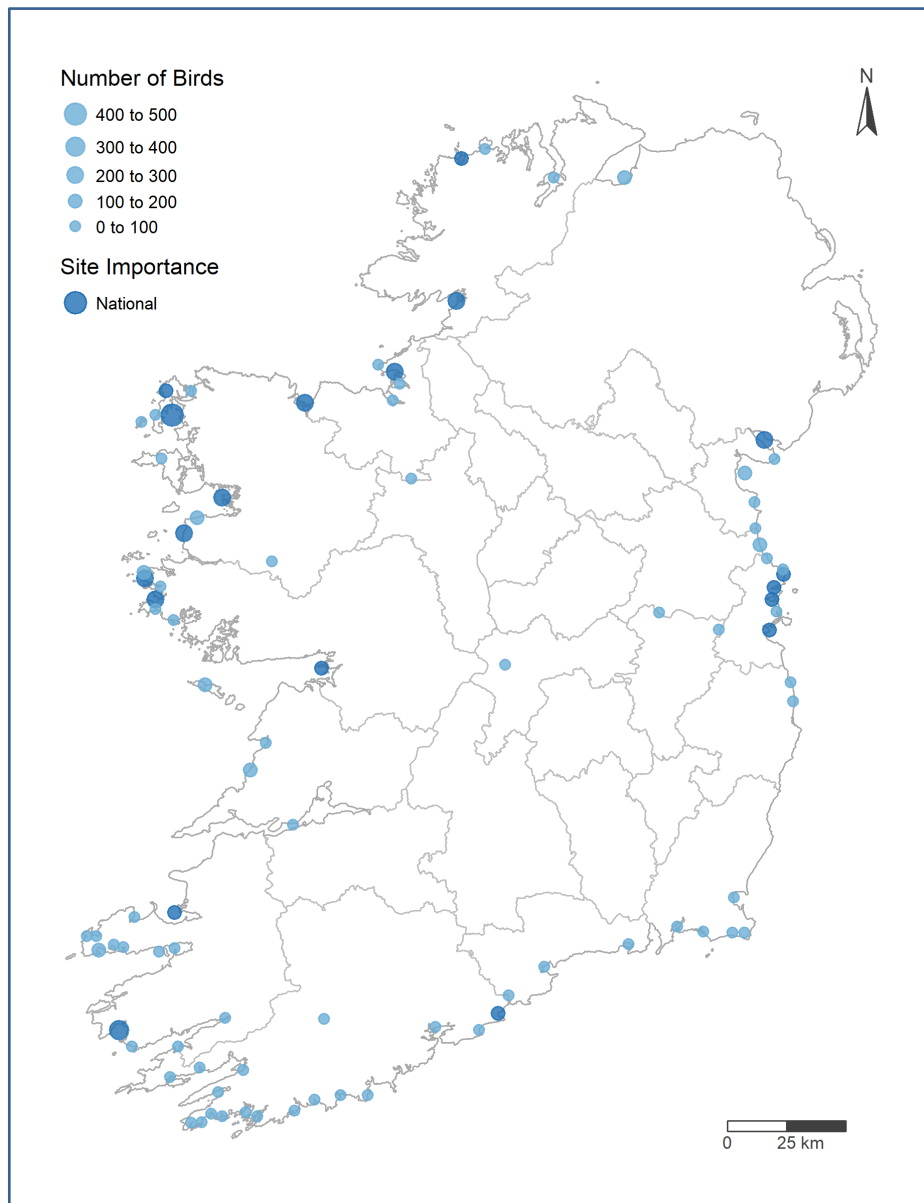 Number of Birds
400 to 500
300 to 400
200 to 300
100 to 200
0 to 100
Site Importance
National
N
0 25 km